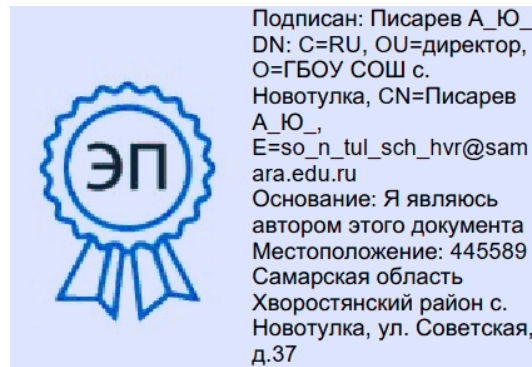 Подписан: Писарев А_Ю_
DN: C=RU, OU=директор,
O=ГБОУ СОШ с.
Новотулка, CN=Писарев
А_Ю_,
E=so_n_tul_sch_hvr@sam
ara.edu.ru
Основание: Я являюсь
автором этого документа
Местоположение: 445589
Самарская область
Хворостянский район с.
Новотулка, ул. Советская,
д.37
ЭП